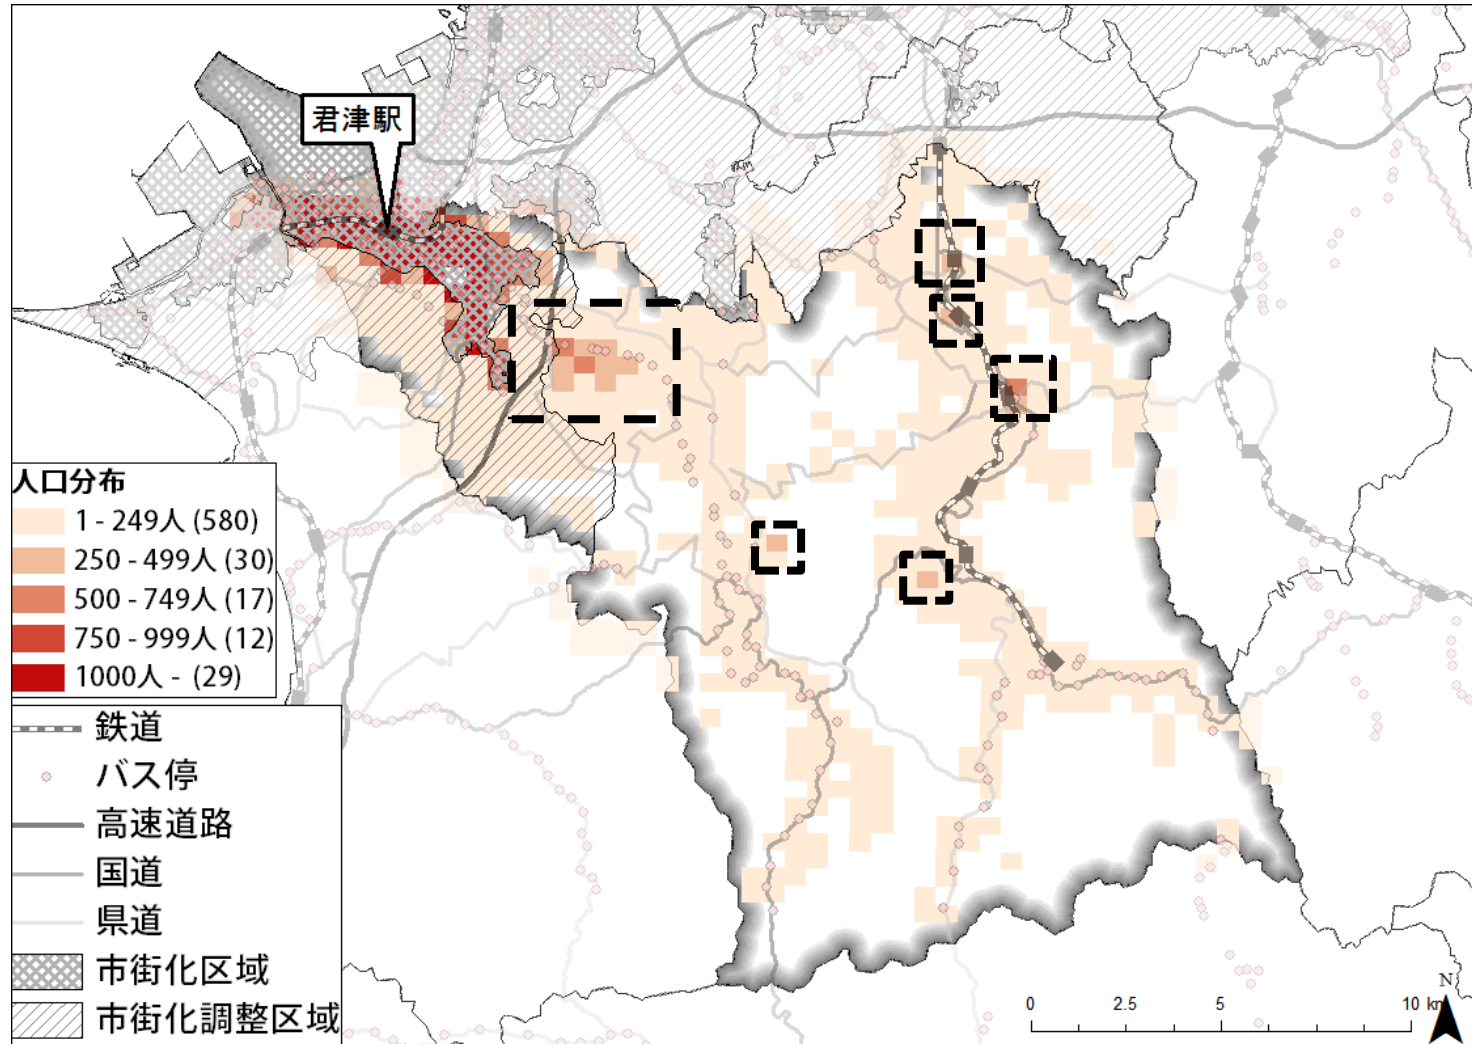 君津駅
人口分布
1 - 249人 (580)
250 - 499人 (30)
500 - 749人 (17)
750 - 999人 (12)
1000人 - (29)
鉄道
バス停
高速道路
国道
県道
市街化区域
市街化調整区域
N
0 2.5 5 10 km